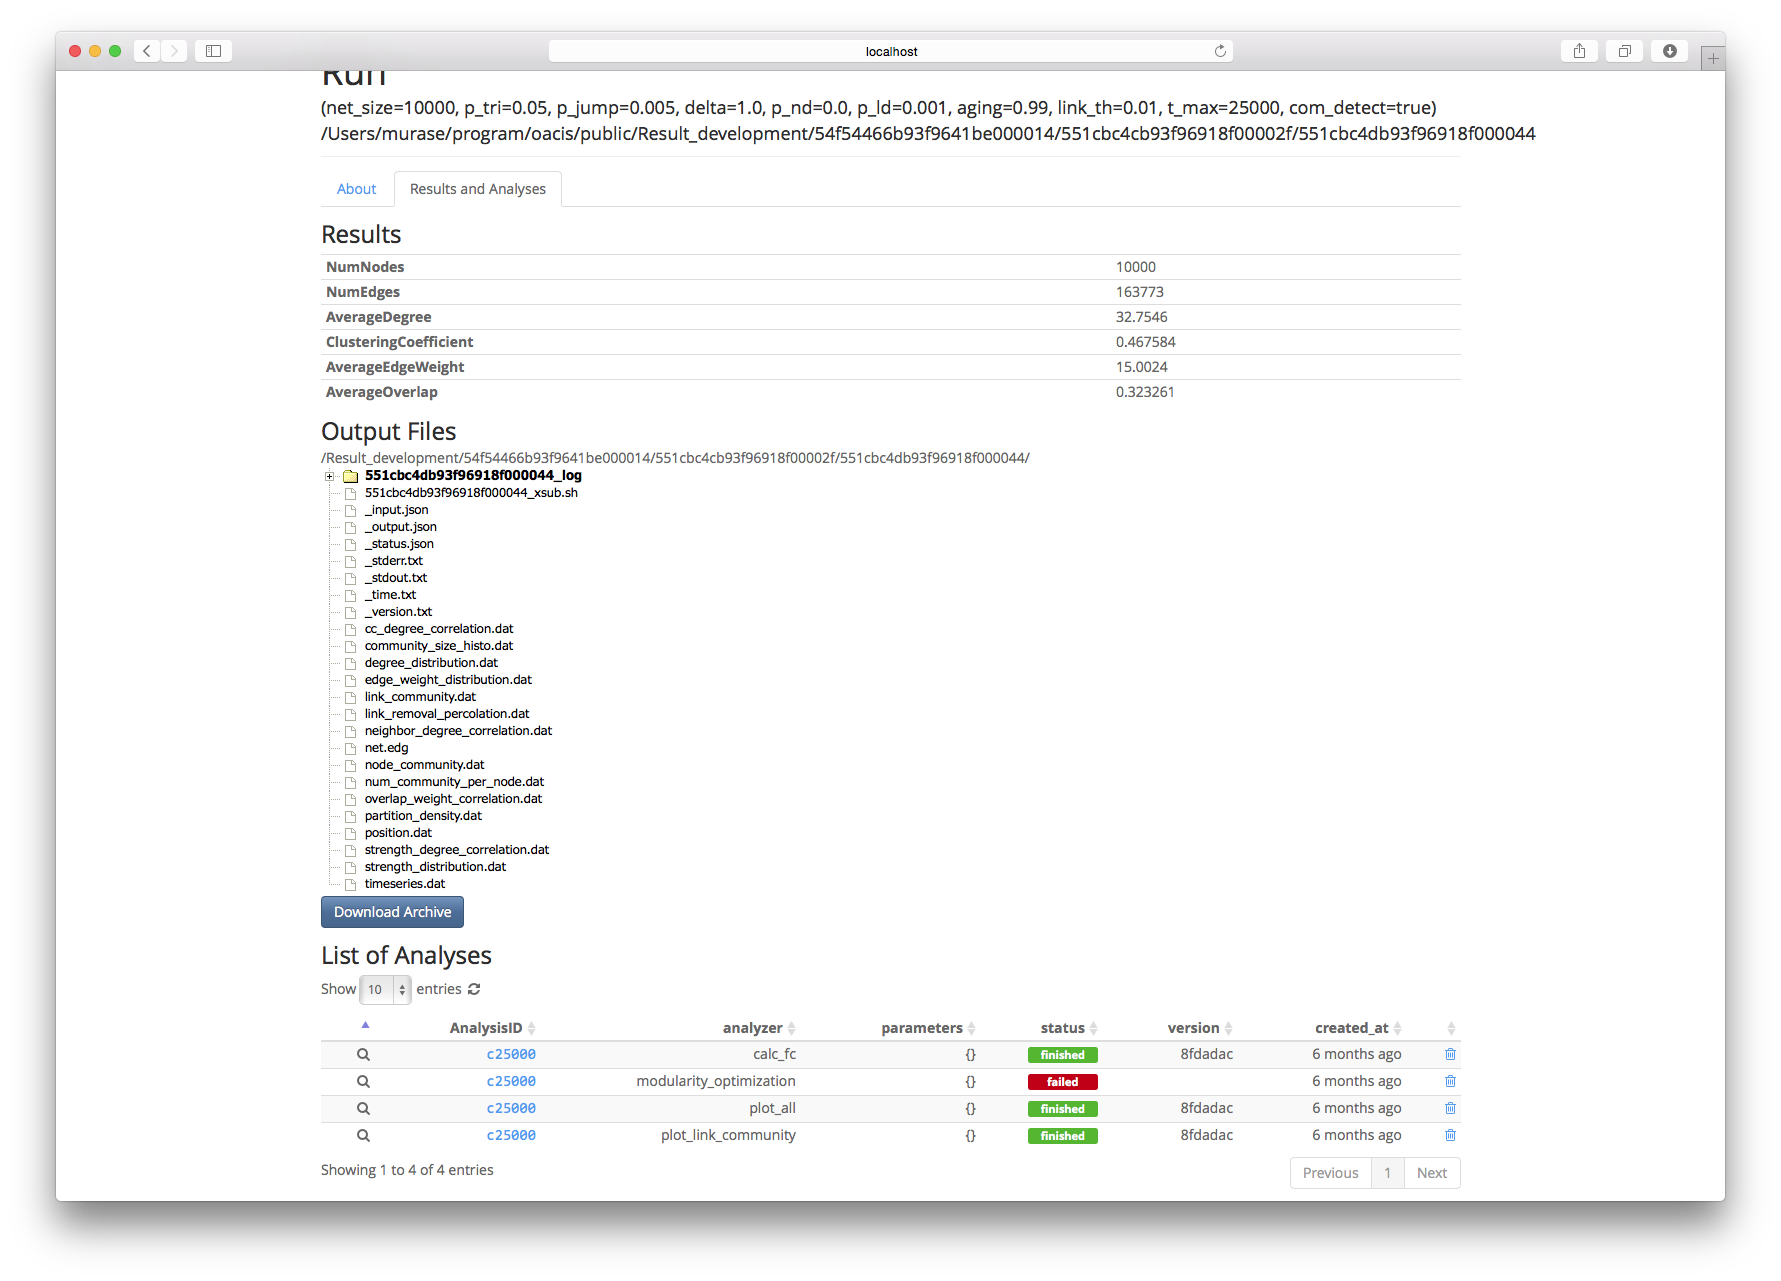 localhost
Run
(net_size=10000, p_tri=0.05, p_jump=0.005, delta=1.0, p_nd=0.0, p_ld=0.001, aging=0.99, link_th=0.01, t_max=25000, com_detect=true)
/Users/murase/program/oacis/public/Result_development/54f54466b93f9641be000014/551cbc4cb93f96918f00002f/551cbc4db93f96918f000044
About Results and Analyses
Results
NumNodes 10000
NumEdges 163773
AverageDegree 32.7546
ClusteringCoefficient 0.467584
AverageEdgeWeight 15.0024
AverageOverlap 0.323261
Output Files
/Result_development/54f54466b93f9641be000014/551cbc4cb93f96918f00002f/551cbc4db93f96918f000044/
551cbc4db93f96918f000044_log
551cbc4db93f96918f000044_xsub.sh
_input.json
_output.json
_status.json
_stderr.txt
_stdout.txt
_time.txt
_version.txt
cc_degree_correlation.dat
community_size_histo.dat
degree_distribution.dat
edge_weight_distribution.dat
link_community.dat
link_removal_percolation.dat
neighbor_degree_correlation.dat
net.edg
node_community.dat
num_community_per_node.dat
overlap_weight_correlation.dat
partition_density.dat
position.dat
strength_degree_correlation.dat
strength_distribution.dat
timeseries.dat
Download Archive
List of Analyses
Show 10 entries
AnalysisID analyzer parameters status version created_at
c25000 calc_fc {} finished 8fdadac 6 months ago
c25000 modularity_optimization {} failed 6 months ago
c25000 plot_all {} finished 8fdadac 6 months ago
c25000 plot_link_community {} finished 8fdadac 6 months ago
Showing 1 to 4 of 4 entries
Previous 1 Next